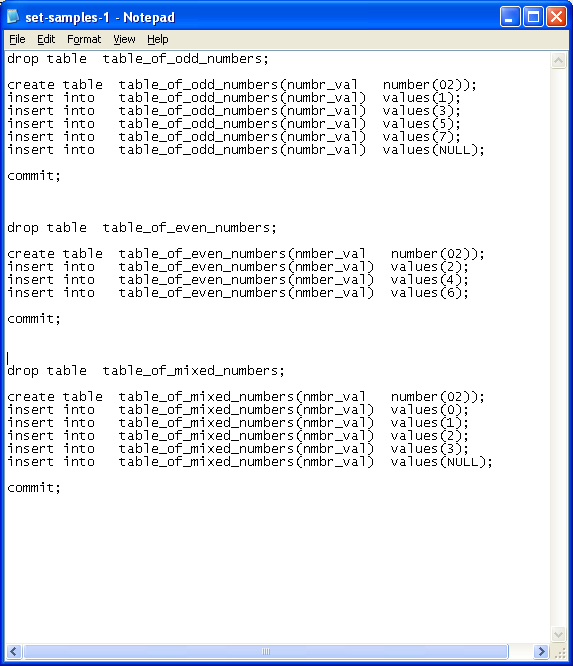 set-samples-1 - Notepad
File Edit Format View Help
drop table  table_of_odd_numbers;
create table  table_of_odd_numbers(numbr_val   number(02));
insert into   table_of_odd_numbers(numbr_val)  values(1);
insert into   table_of_odd_numbers(numbr_val)  values(3);
insert into   table_of_odd_numbers(numbr_val)  values(5);
insert into   table_of_odd_numbers(numbr_val)  values(7);
insert into   table_of_odd_numbers(numbr_val)  values(NULL);
commit;
drop table  table_of_even_numbers;
create table  table_of_even_numbers(nmber_val   number(02));
insert into   table_of_even_numbers(nmber_val)  values(2);
insert into   table_of_even_numbers(nmber_val)  values(4);
insert into   table_of_even_numbers(nmber_val)  values(6);
commit;
drop table  table_of_mixed_numbers;
create table  table_of_mixed_numbers(nmbr_val   number(02));
insert into   table_of_mixed_numbers(nmbr_val)  values(0);
insert into   table_of_mixed_numbers(nmbr_val)  values(1);
insert into   table_of_mixed_numbers(nmbr_val)  values(2);
insert into   table_of_mixed_numbers(nmbr_val)  values(3);
insert into   table_of_mixed_numbers(nmbr_val)  values(NULL);
commit;